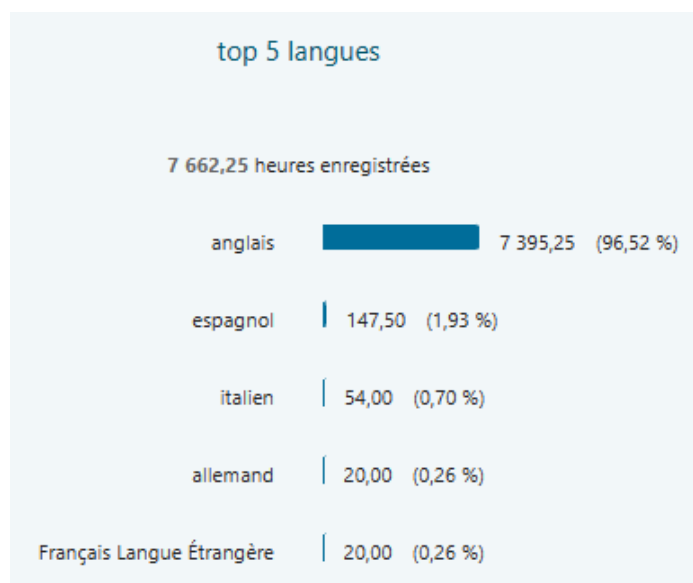 top 5 langues
7 662,25 heures enregistrées
anglais 7 395,25 (96,52 %)
espagnol 147,50 (1,93 %)
italien 54,00 (0,70 %)
allemand 20,00 (0,26 %)
Français Langue Étrangère 20,00 (0,26 %)